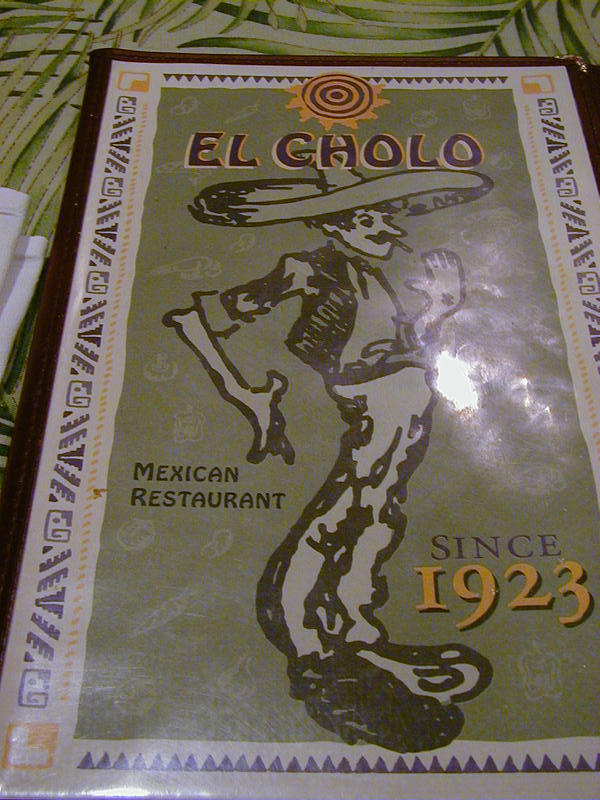 EL CHOLO
MEXICAN
RESTAURANT
SINCE
1923